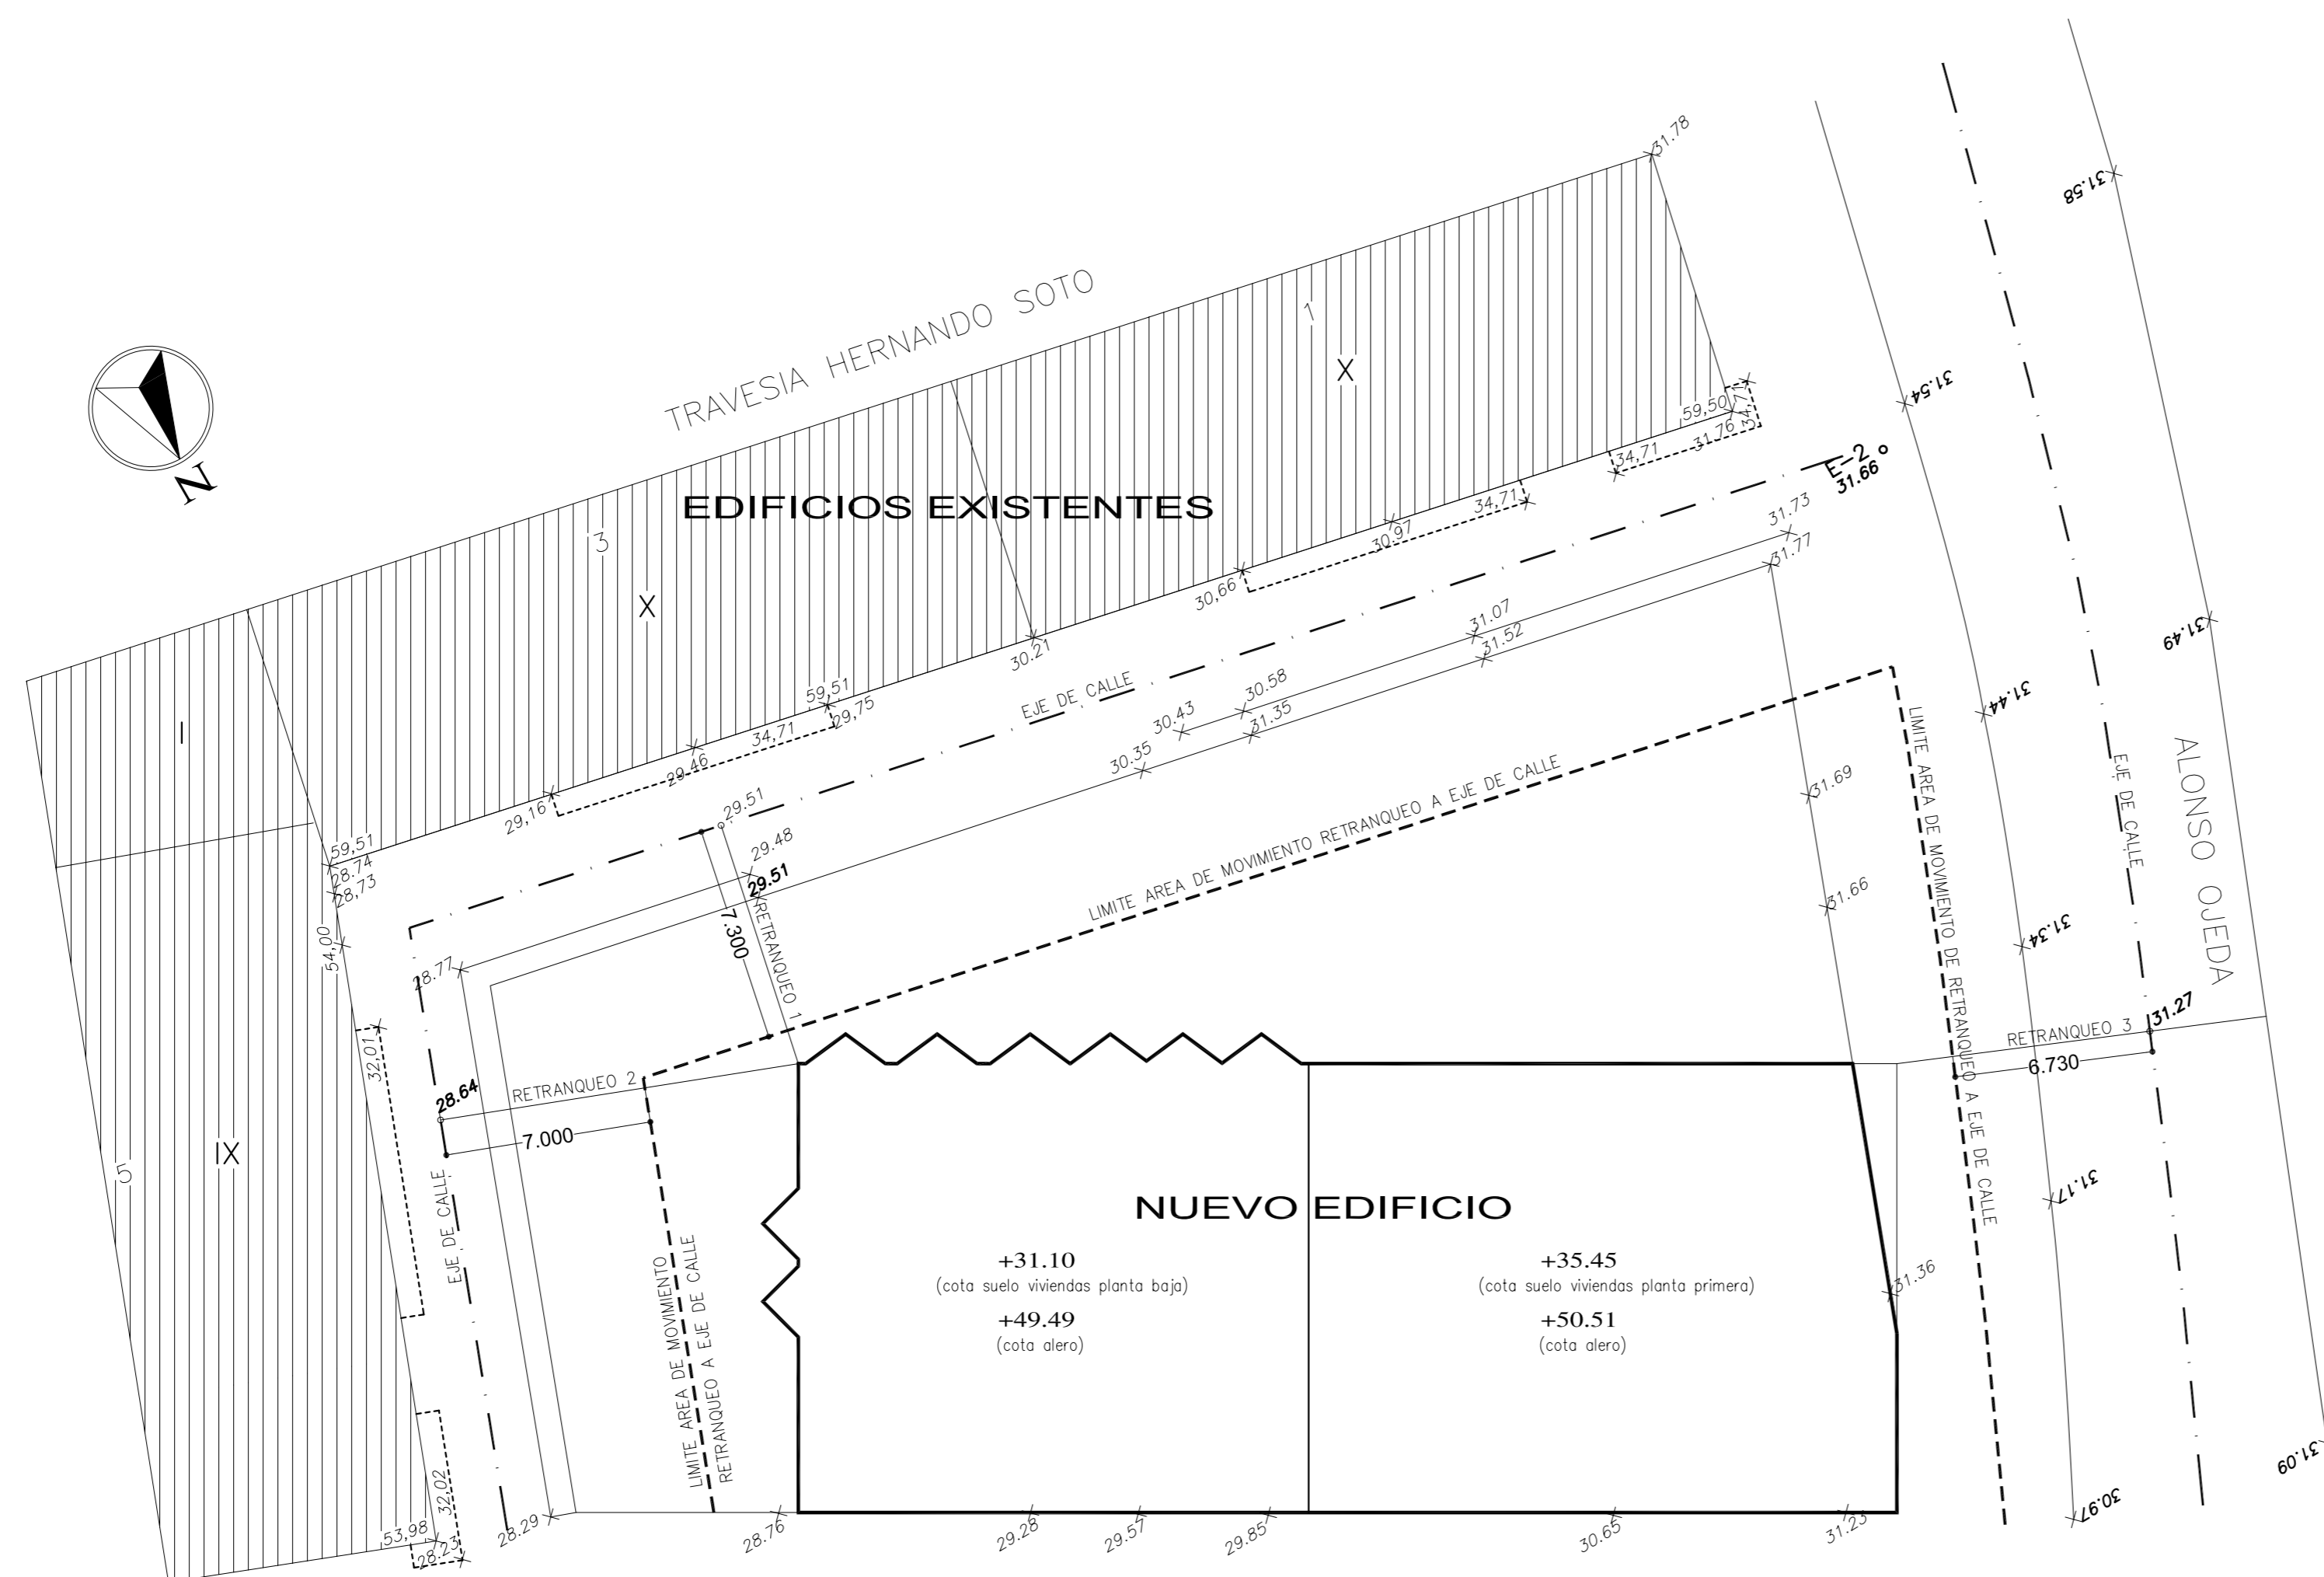 31.78
31.58
TRAVESIA HERNANDO SOTO
1
X
31.54
59,50
34,71
31.76
34,71
E-2
31.66
N
EDIFICIOS EXISTENTES
34,71
30.97
31.73
31.77
3
X
30,66
31.07
31.52
31.49
30.21
EJE DE CALLE
30.58
30.43
31.35
30.35
31.44
59,51
29,75
34,71
29.46
29,16
I
29.51
29.48
29.51
59,51
28.74
28,73
54,00
28.77
7.300
RETRANQUEO 1
LIMITE AREA DE MOVIMIENTO RETRANQUEO A EJE DE CALLE
31.69
31.66
LIMITE AREA DE MOVIMIENTO DE RETRANQUEO A EJE DE CALLE
EJE DE CALLE
ALONSO OJEDA
31.34
31.27
RETRANQUEO 3
6.730
32,01
28.64
RETRANQUEO 2
7.000
5
IX
EJE DE CALLE
LIMITE AREA DE MOVIMIENTO
RETRANQUEO A EJE DE CALLE
NUEVO EDIFICIO
+31.10
(cota suelo viviendas planta baja)
+49.49
(cota alero)
+35.45
(cota suelo viviendas planta primera)
+50.51
(cota alero)
31.17
31.36
32,02
53,98
28.23
28.29
28.76
29.28
29.57
29.85
30.65
31.23
30.97
31.09